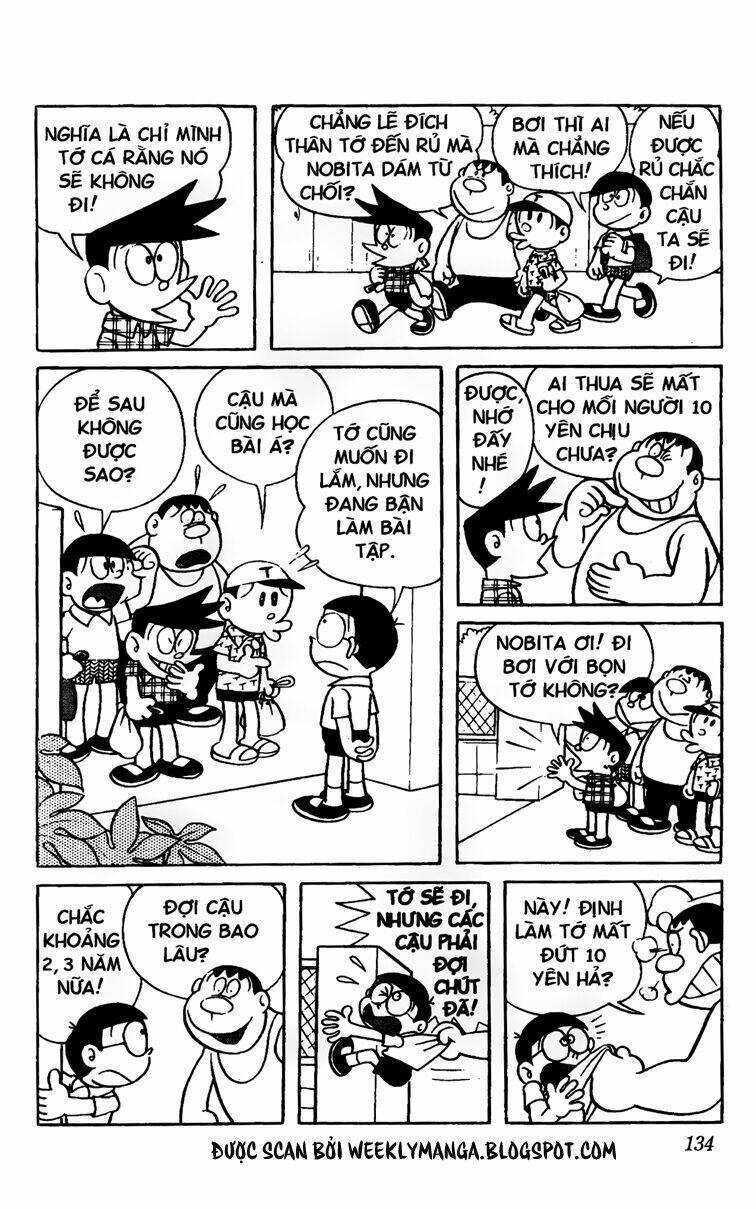 NẾU
ĐƯỢC
RỦ CHẮC
CHẮN
CẬU
TA SẼ
ĐI!
BƠI THÌ AI
MÀ CHẲNG
THÍCH!
CHẲNG LẼ ĐÍCH
THÂN TỚ ĐẾN RỦ MÀ
NOBITA DÁM TỪ
CHỐI?
T
NGHĨA LÀ CHỈ MÌNH
TỚ CÁ RẰNG NÓ
SẼ KHÔNG
ĐI!
AI THUA SẼ MẤT
CHO MỖI NGƯỜI 10
YÊN CHỊU
CHƯA?
ĐƯỢC,
NHỚ
ĐẤY
NHÉ
!
NOBITA ƠI! ĐI
BƠI VỚI BỌN
TỚ KHÔNG?
TỚ CŨNG
MUỐN ĐI
LẮM, NHƯNG
ĐANG BẬN
LÀM BÀI
TẬP.
CẬU MÀ
CŨNG HỌC
BÀI Á?
ĐỂ SAU
KHÔNG
ĐƯỢC
SAO?
T
NÀY! ĐỊNH
LÀM TỚ MẤT
ĐỨT 10
YÊN HẢ?
TỚ SẼ ĐI,
NHƯNG CÁC
CẬU PHẢI
ĐỢI
CHÚT
ĐÃ!
ĐỢI CẬU
TRONG BAO
LÂU?
CHẮC
KHOẢNG
2, 3 NĂM
NỮA!
ĐƯỢC SCAN BỞI WEEKLYMANGA.BLOGSPOT.COM
134